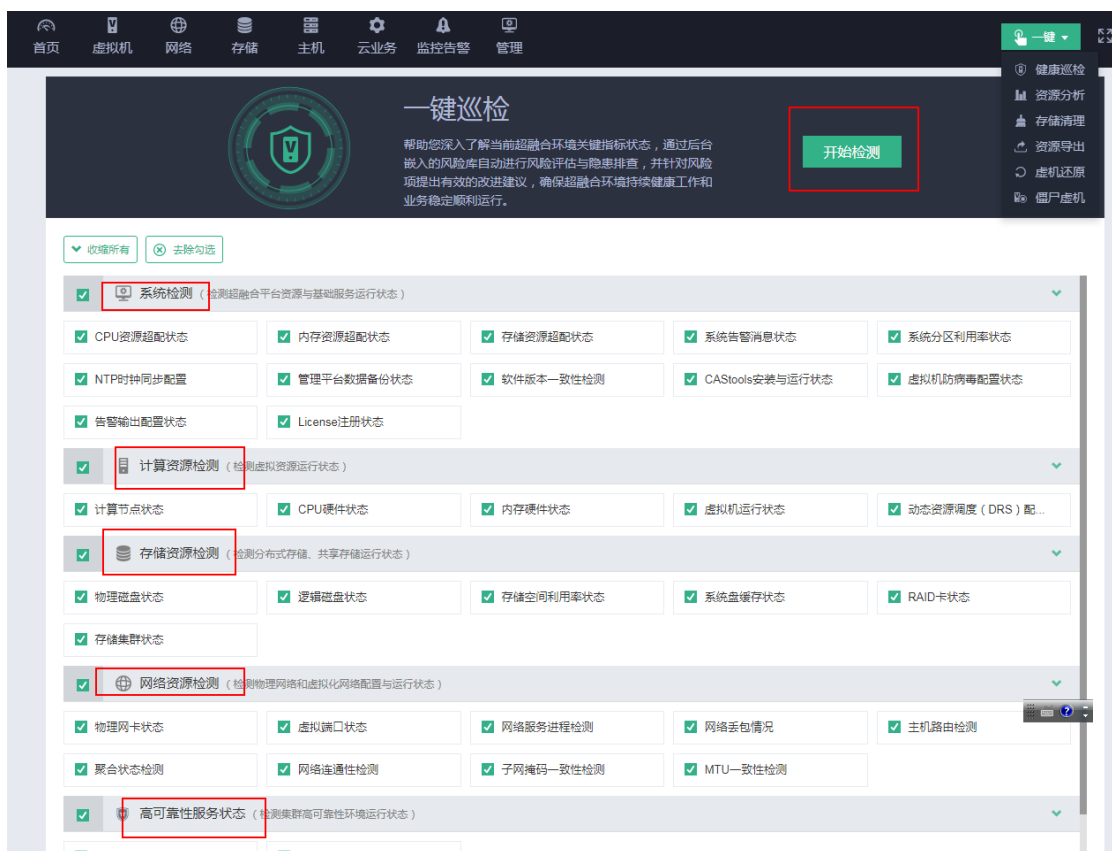 首页 虚拟机 网络 存储 主机 云业务 监控告警 管理
一键
健康巡检
资源分析
存储清理
资源导出
虚机还原
僵尸虚机
一键巡检
帮助您深入了解当前超融合环境关键指标状态，通过后台
嵌入的风险库自动进行风险评估与隐患排查，并针对风险
项提出有效的改进建议，确保超融合环境持续健康工作和
业务稳定顺利运行。
开始检测
收缩所有 去除勾选
系统检测（检测超融合平台资源与基础服务运行状态）
CPU资源超配状态 内存资源超配状态 存储资源超配状态 系统告警消息状态 系统分区利用率状态
NTP时钟同步配置 管理平台数据备份状态 软件版本一致性检测 CAStools安装与运行状态 虚拟机防病毒配置状态
告警输出配置状态 License注册状态
计算资源检测（检测虚拟资源运行状态）
计算节点状态 CPU硬件状态 内存硬件状态 虚拟机运行状态 动态资源调度（DRS）配...
存储资源检测（检测分布式存储、共享存储运行状态）
物理磁盘状态 逻辑磁盘状态 存储空间利用率状态 系统盘缓存状态 RAID卡状态
存储集群状态
网络资源检测（检测物理网络和虚拟化网络配置与运行状态）
物理网卡状态 虚拟端口状态 网络服务进程检测 网络丢包情况 主机路由检测
聚合状态检测 网络连通性检测 子网掩码一致性检测 MTU一致性检测
高可靠性服务状态（检测集群高可靠性环境运行状态）